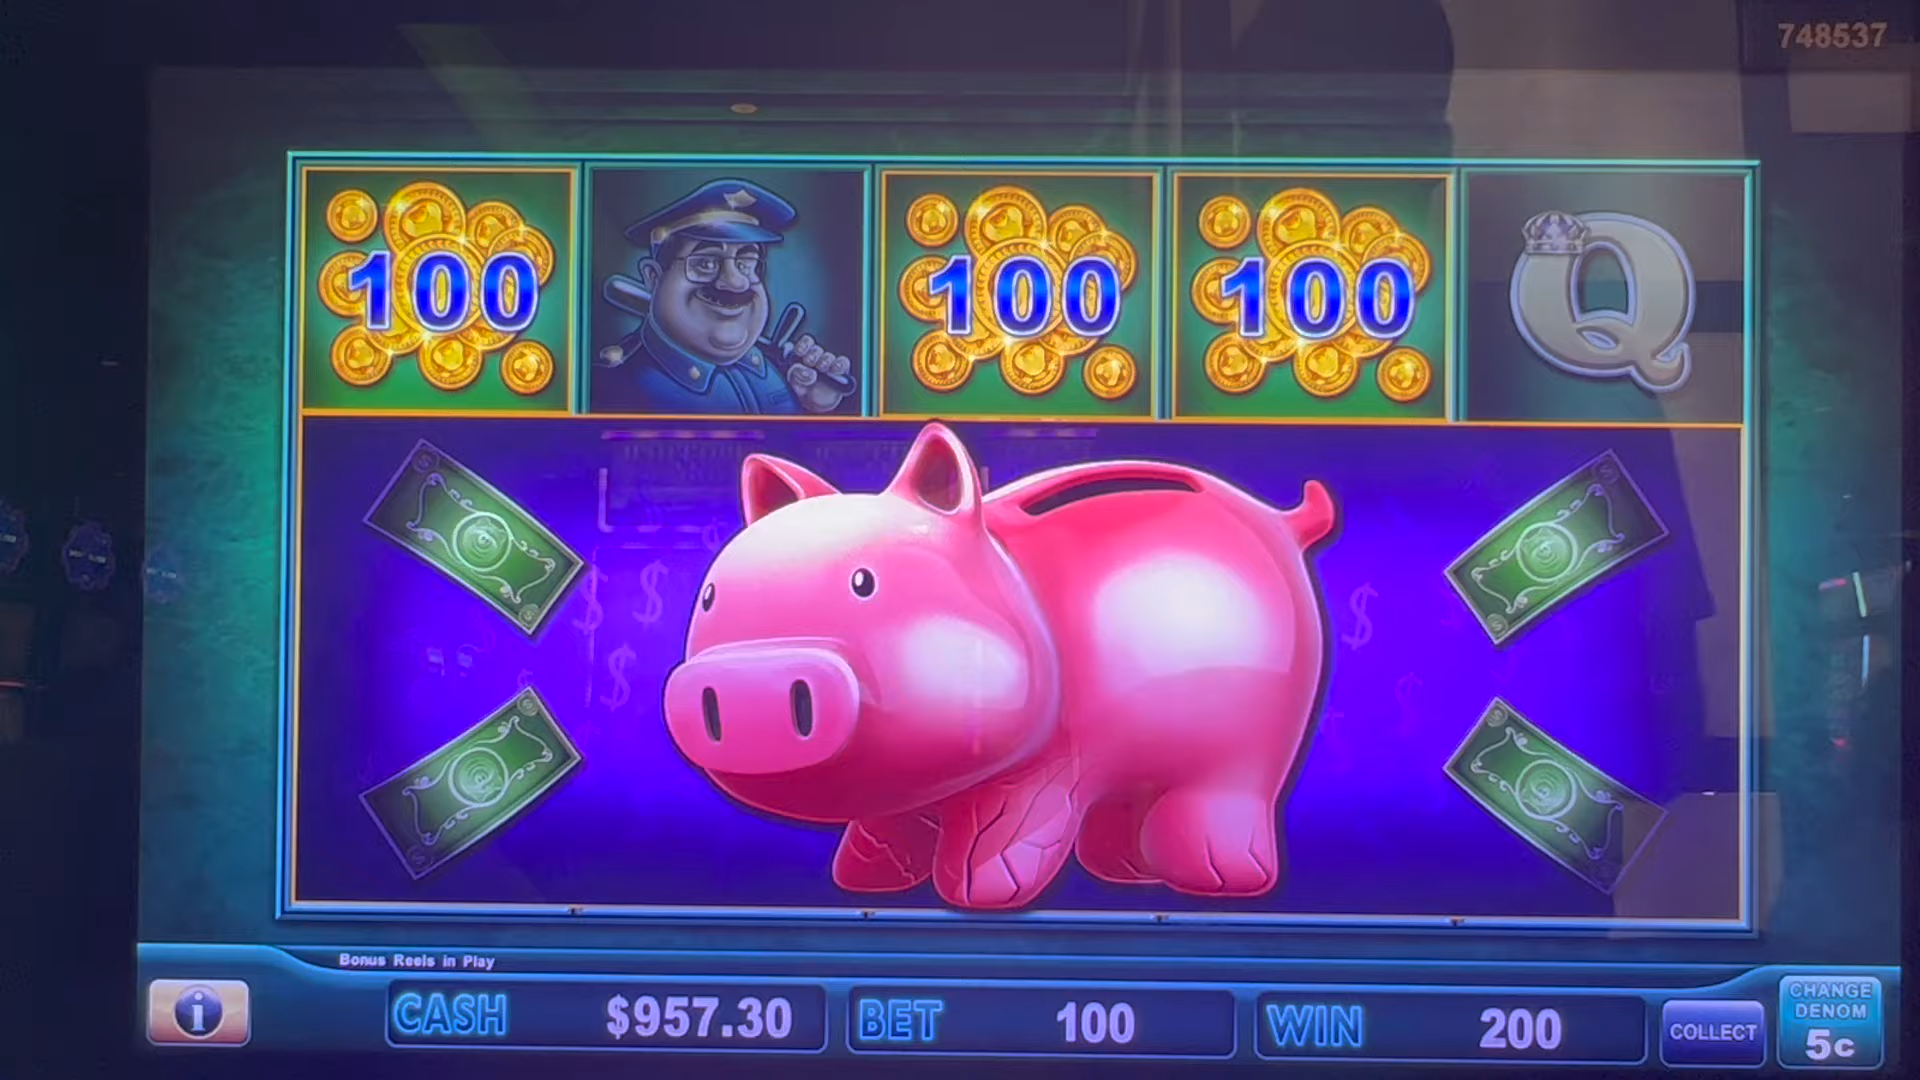 748537
100
100
100
Q
Bonus Reels in Play
i
CASH $957.30
BET 100
WIN 200
COLLECT
CHANGE
DENOM
5c